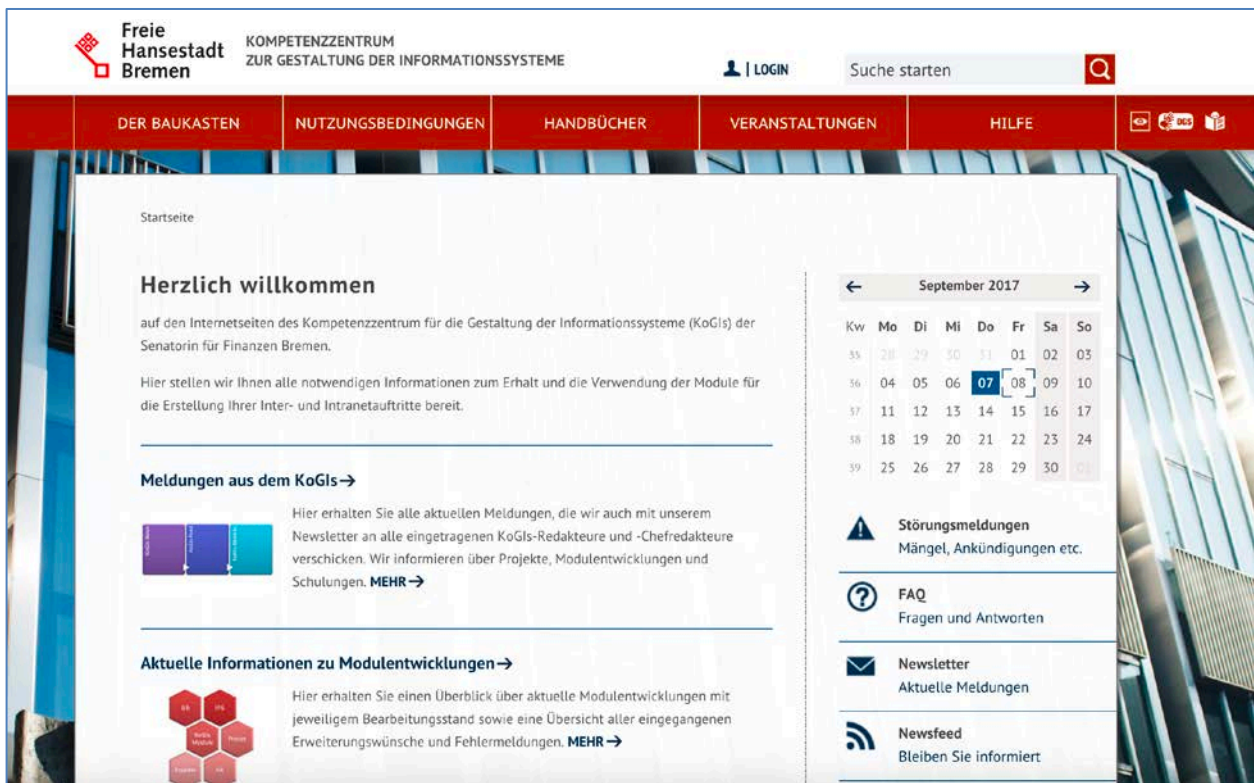 Freie
Hansestadt
Bremen
KOMPETENZZENTRUM
ZUR GESTALTUNG DER INFORMATIONSSYSTEME
LOGIN
Suche starten
DER BAUKASTEN NUTZUNGSBEDINGUNGEN HANDBÜCHER VERANSTALTUNGEN HILFE
DGS
Startseite
Herzlich willkommen
auf den Internetseiten des Kompetenzzentrum für die Gestaltung der Informationssysteme (KoGIs) der
Senatorin für Finanzen Bremen.
Hier stellen wir Ihnen alle notwendigen Informationen zum Erhalt und die Verwendung der Module für
die Erstellung Ihrer Inter- und Intranetauftritte bereit.
Meldungen aus dem KoGIs
Hier erhalten Sie alle aktuellen Meldungen, die wir auch mit unserem
Newsletter an alle eingetragenen KoGIs-Redakteure und -Chefredakteure
verschicken. Wir informieren über Projekte, Modulentwicklungen und
Schulungen. MEHR
Aktuelle Informationen zu Modulentwicklungen
Hier erhalten Sie einen Überblick über aktuelle Modulentwicklungen mit
jeweiligem Bearbeitungsstand sowie eine Übersicht aller eingegangenen
Erweiterungswünsche und Fehlermeldungen. MEHR
September 2017
Kw Mo Di Mi Do Fr Sa So
35 28 29 30 31 01 02 03
36 04 05 06 07 08 09 10
37 11 12 13 14 15 16 17
38 18 19 20 21 22 23 24
39 25 26 27 28 29 30 01
Störungsmeldungen
Mängel, Ankündigungen etc.
FAQ
Fragen und Antworten
Newsletter
Aktuelle Meldungen
Newsfeed
Bleiben Sie informiert